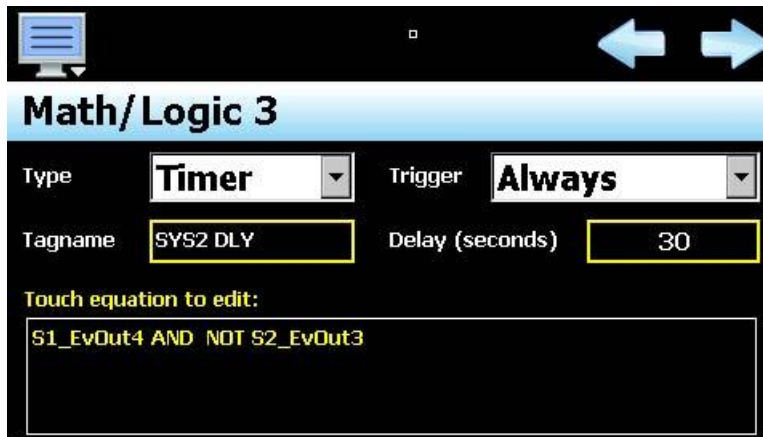 Math/Logic 3
Type Timer Trigger Always
Tagname SYS2 DLY Delay (seconds) 30
Touch equation to edit:
S1_EvOut4 AND NOT S2_EvOut3